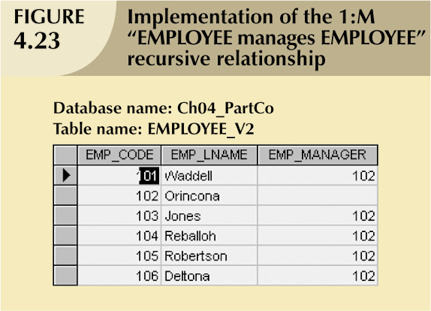 FIGURE
4.23
Implementation of the 1:M
“EMPLOYEE manages EMPLOYEE”
recursive relationship
Database name: Ch04_PartCo
Table name: EMPLOYEE_V2
EMP_CODE EMP_LNAME EMP_MANAGER
101 Waddell 102
102 Orincona
103 Jones 102
104 Reballoh 102
105 Robertson 102
106 Deltona 102